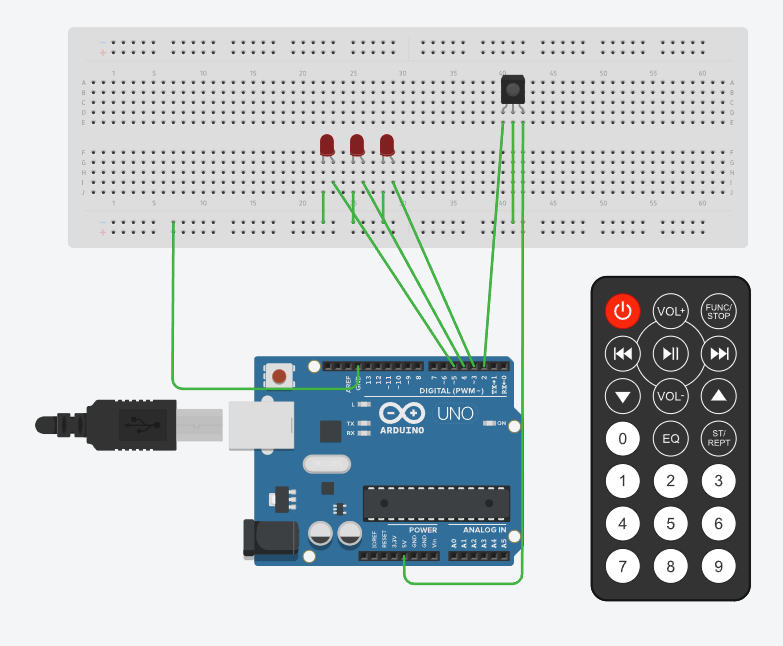 - -
+ +
1 5 10 15 20 25 30 35 40 45 50 55 60
A A
B B
C C
D D
E E
F F
G G
H H
I I
J J
1 5 10 15 20 25 30 35 40 45 50 55 60
- -
+ +
AREF
GND
13
12
~11
~10
~9
8
7
~6
~5
4
~3
2
TX→1
RX←0
DIGITAL (PWM~)
L
TX
RX
ARDUINO
UNO
ON
POWER
ANALOG IN
IOREF
RESET
3.3V
5V
GND
GND
Vin
A0
A1
A2
A3
A4
A5
VOL+
FUNC/
STOP
VOL-
0
EQ
ST/
REPT
1 2 3
4 5 6
7 8 9